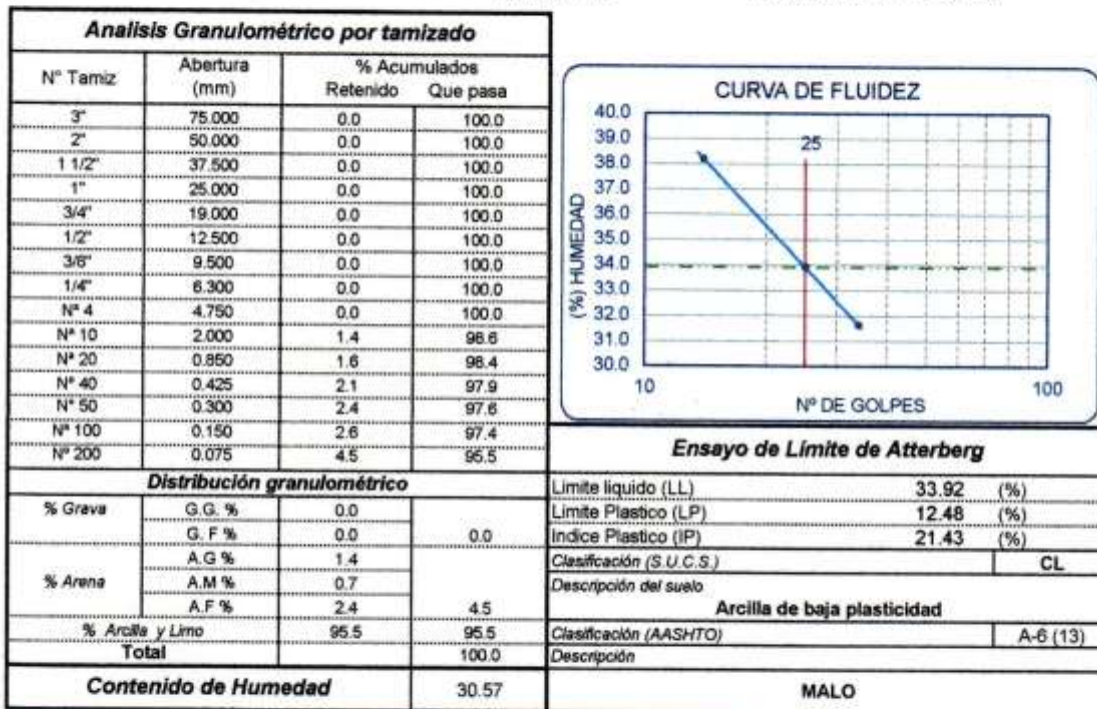 Analisis Granulométrico por tamizado
N° Tamiz Abertura (mm) % Acumulados Retenido Que pasa
3" 75.000 0.0 100.0
2" 50.000 0.0 100.0
1 1/2" 37.500 0.0 100.0
1" 25.000 0.0 100.0
3/4" 19.000 0.0 100.0
1/2" 12.500 0.0 100.0
3/8" 9.500 0.0 100.0
1/4" 6.300 0.0 100.0
Nª 4 4.750 0.0 100.0
Nª 10 2.000 1.4 98.6
Nª 20 0.850 1.6 98.4
Nª 40 0.425 2.1 97.9
N° 50 0.300 2.4 97.6
Nª 100 0.150 2.6 97.4
Nª 200 0.075 4.5 95.5
Distribución granulométrico
% Grava G.G. % 0.0
G. F % 0.0 0.0
A.G % 1.4
% Arena A.M % 0.7
A.F % 2.4 4.5
% Arcilla y Limo 95.5 95.5
Total 100.0
Contenido de Humedad 30.57
CURVA DE FLUIDEZ
(%) HUMEDAD
40.0
39.0
38.0
37.0
36.0
35.0
34.0
33.0
32.0
31.0
30.0
25
10 100
Nº DE GOLPES
Ensayo de Límite de Atterberg
Limite liquido (LL) 33.92 (%)
Limite Plastico (LP) 12.48 (%)
Indice Plastico (IP) 21.43 (%)
Clasificación (S.U.C.S.) CL
Descripción del suelo
Arcilla de baja plasticidad
Clasificación (AASHTO) A-6 (13)
Descripción
MALO